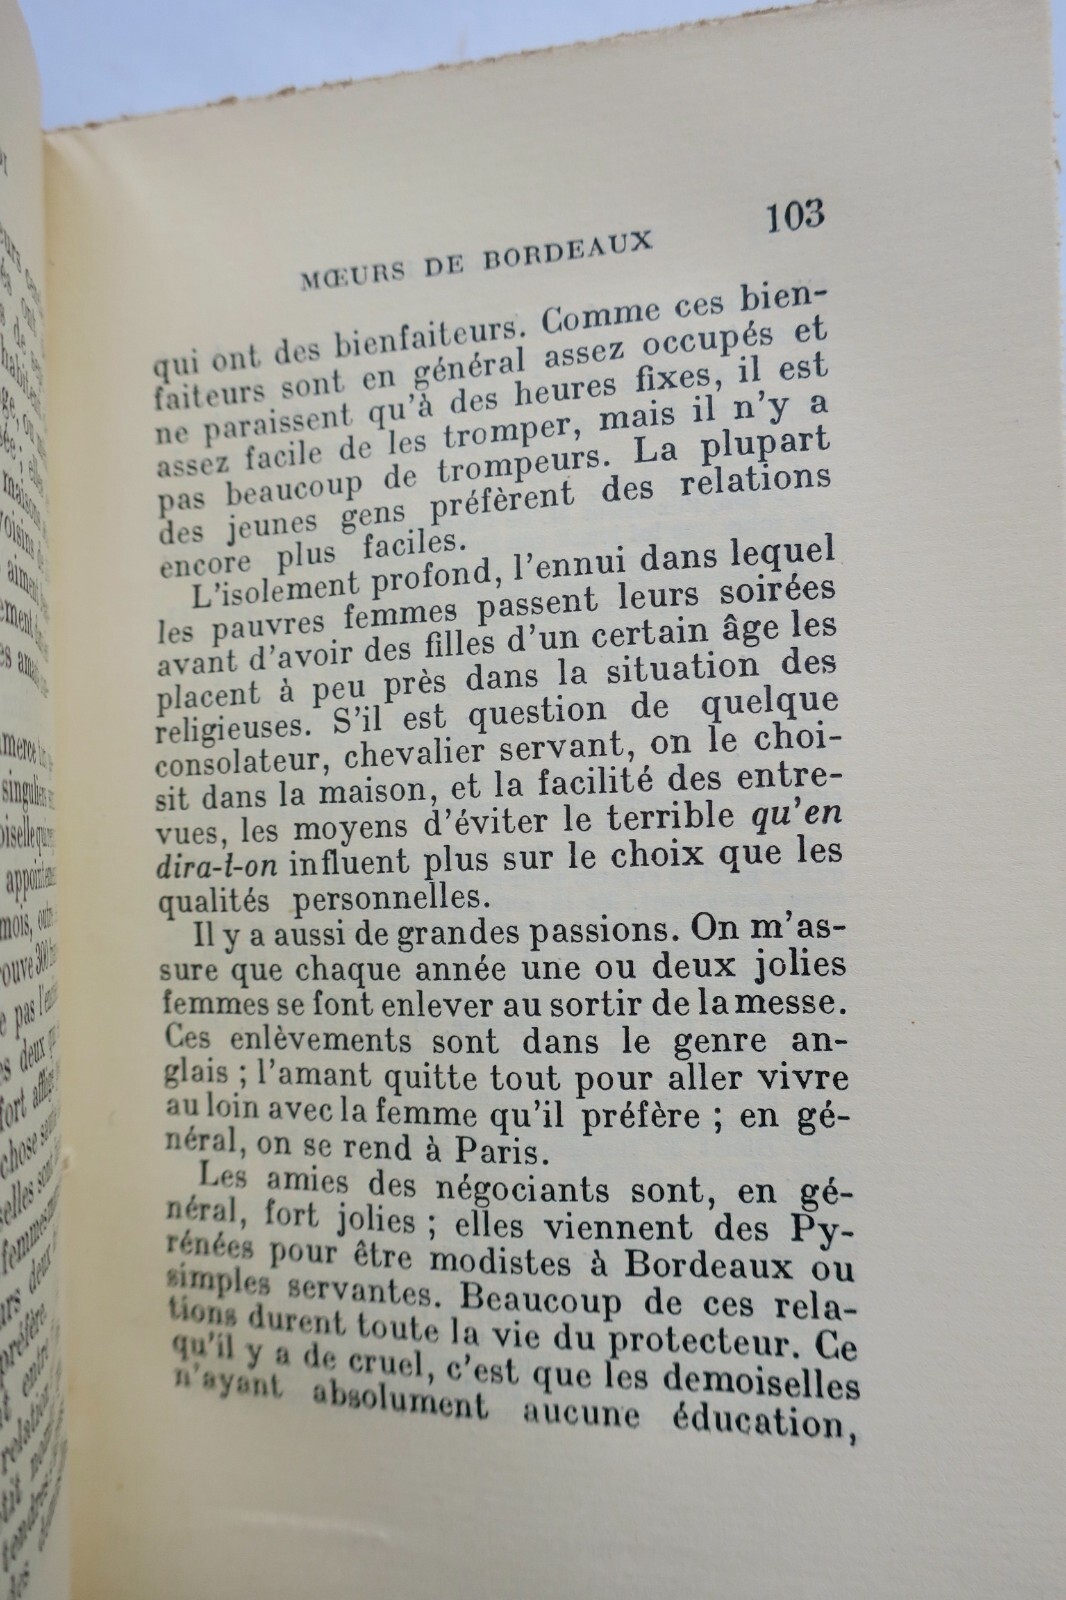 MŒURS DE BORDEAUX 103
qui ont des bienfaiteurs. Comme ces bien-
faiteurs sont en général assez occupés et
ne paraissent qu'à des heures fixes, il est
assez facile de les tromper, mais il n'y a
pas beaucoup de trompeurs. La plupart
des jeunes gens préfèrent des relations
encore plus faciles.
L'isolement profond, l'ennui dans lequel
les pauvres femmes passent leurs soirées
avant d'avoir des filles d'un certain âge les
placent à peu près dans la situation des
religieuses. S'il est question de quelque
consolateur, chevalier servant, on le choi-
sit dans la maison, et la facilité des entre-
vues, les moyens d'éviter le terrible qu'en
dira-t-on influent plus sur le choix que les
qualités personnelles.
Il y a aussi de grandes passions. On m'as-
sure que chaque année une ou deux jolies
femmes se font enlever au sortir de la messe.
Ces enlèvements sont dans le genre an-
glais ; l'amant quitte tout pour aller vivre
au loin avec la femme qu'il préfère ; en gé-
néral, on se rend à Paris.
Les amies des négociants sont, en gé-
néral, fort jolies ; elles viennent des Py-
rénées pour être modistes à Bordeaux ou
simples servantes. Beaucoup de ces rela-
tions durent toute la vie du protecteur. Ce
qu'il y a de cruel, c'est que les demoiselles
n'ayant absolument aucune éducation,